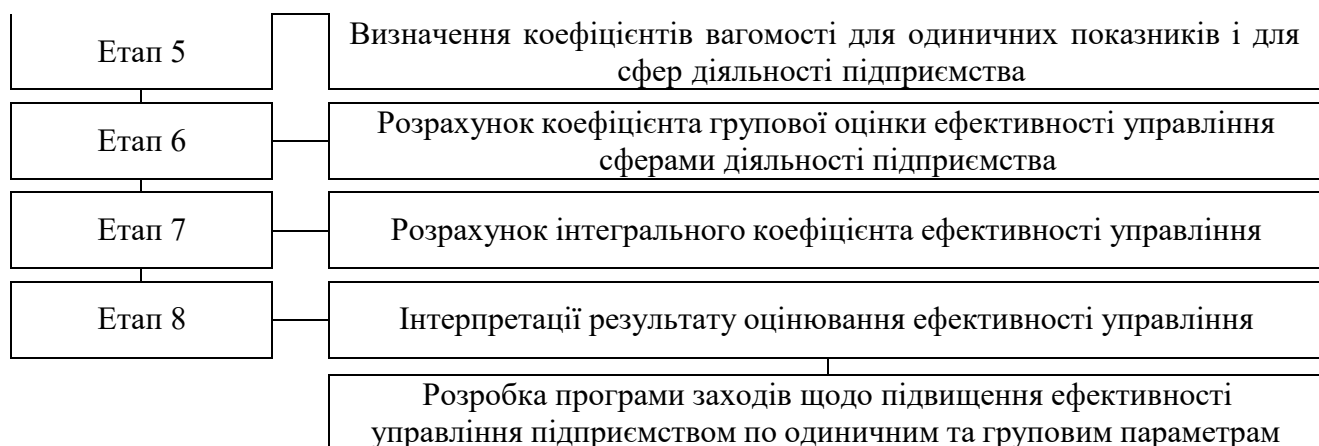 Етап 5
Визначення коефіцієнтів вагомості для одиничних показників і для
сфер діяльності підприємства
Етап 6
Розрахунок коефіцієнта групової оцінки ефективності управління
сферами діяльності підприємства
Етап 7
Розрахунок інтегрального коефіцієнта ефективності управління
Етап 8
Інтерпретації результату оцінювання ефективності управління
Розробка програми заходів щодо підвищення ефективності
управління підприємством по одиничним та груповим параметрам